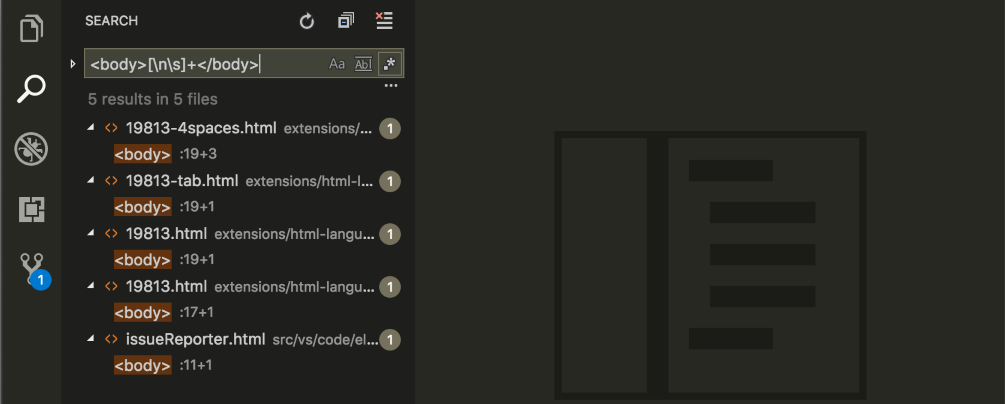 SEARCH
<body>[\n\s]+</body> Aa Ab| .*
...
5 results in 5 files
19813-4spaces.html extensions/... 1
<body> :19+3
19813-tab.html extensions/html-l... 1
<body> :19+1
19813.html extensions/html-langu... 1
<body> :19+1
19813.html extensions/html-langu... 1
<body> :17+1
1
issueReporter.html src/vs/code/el... 1
<body> :11+1